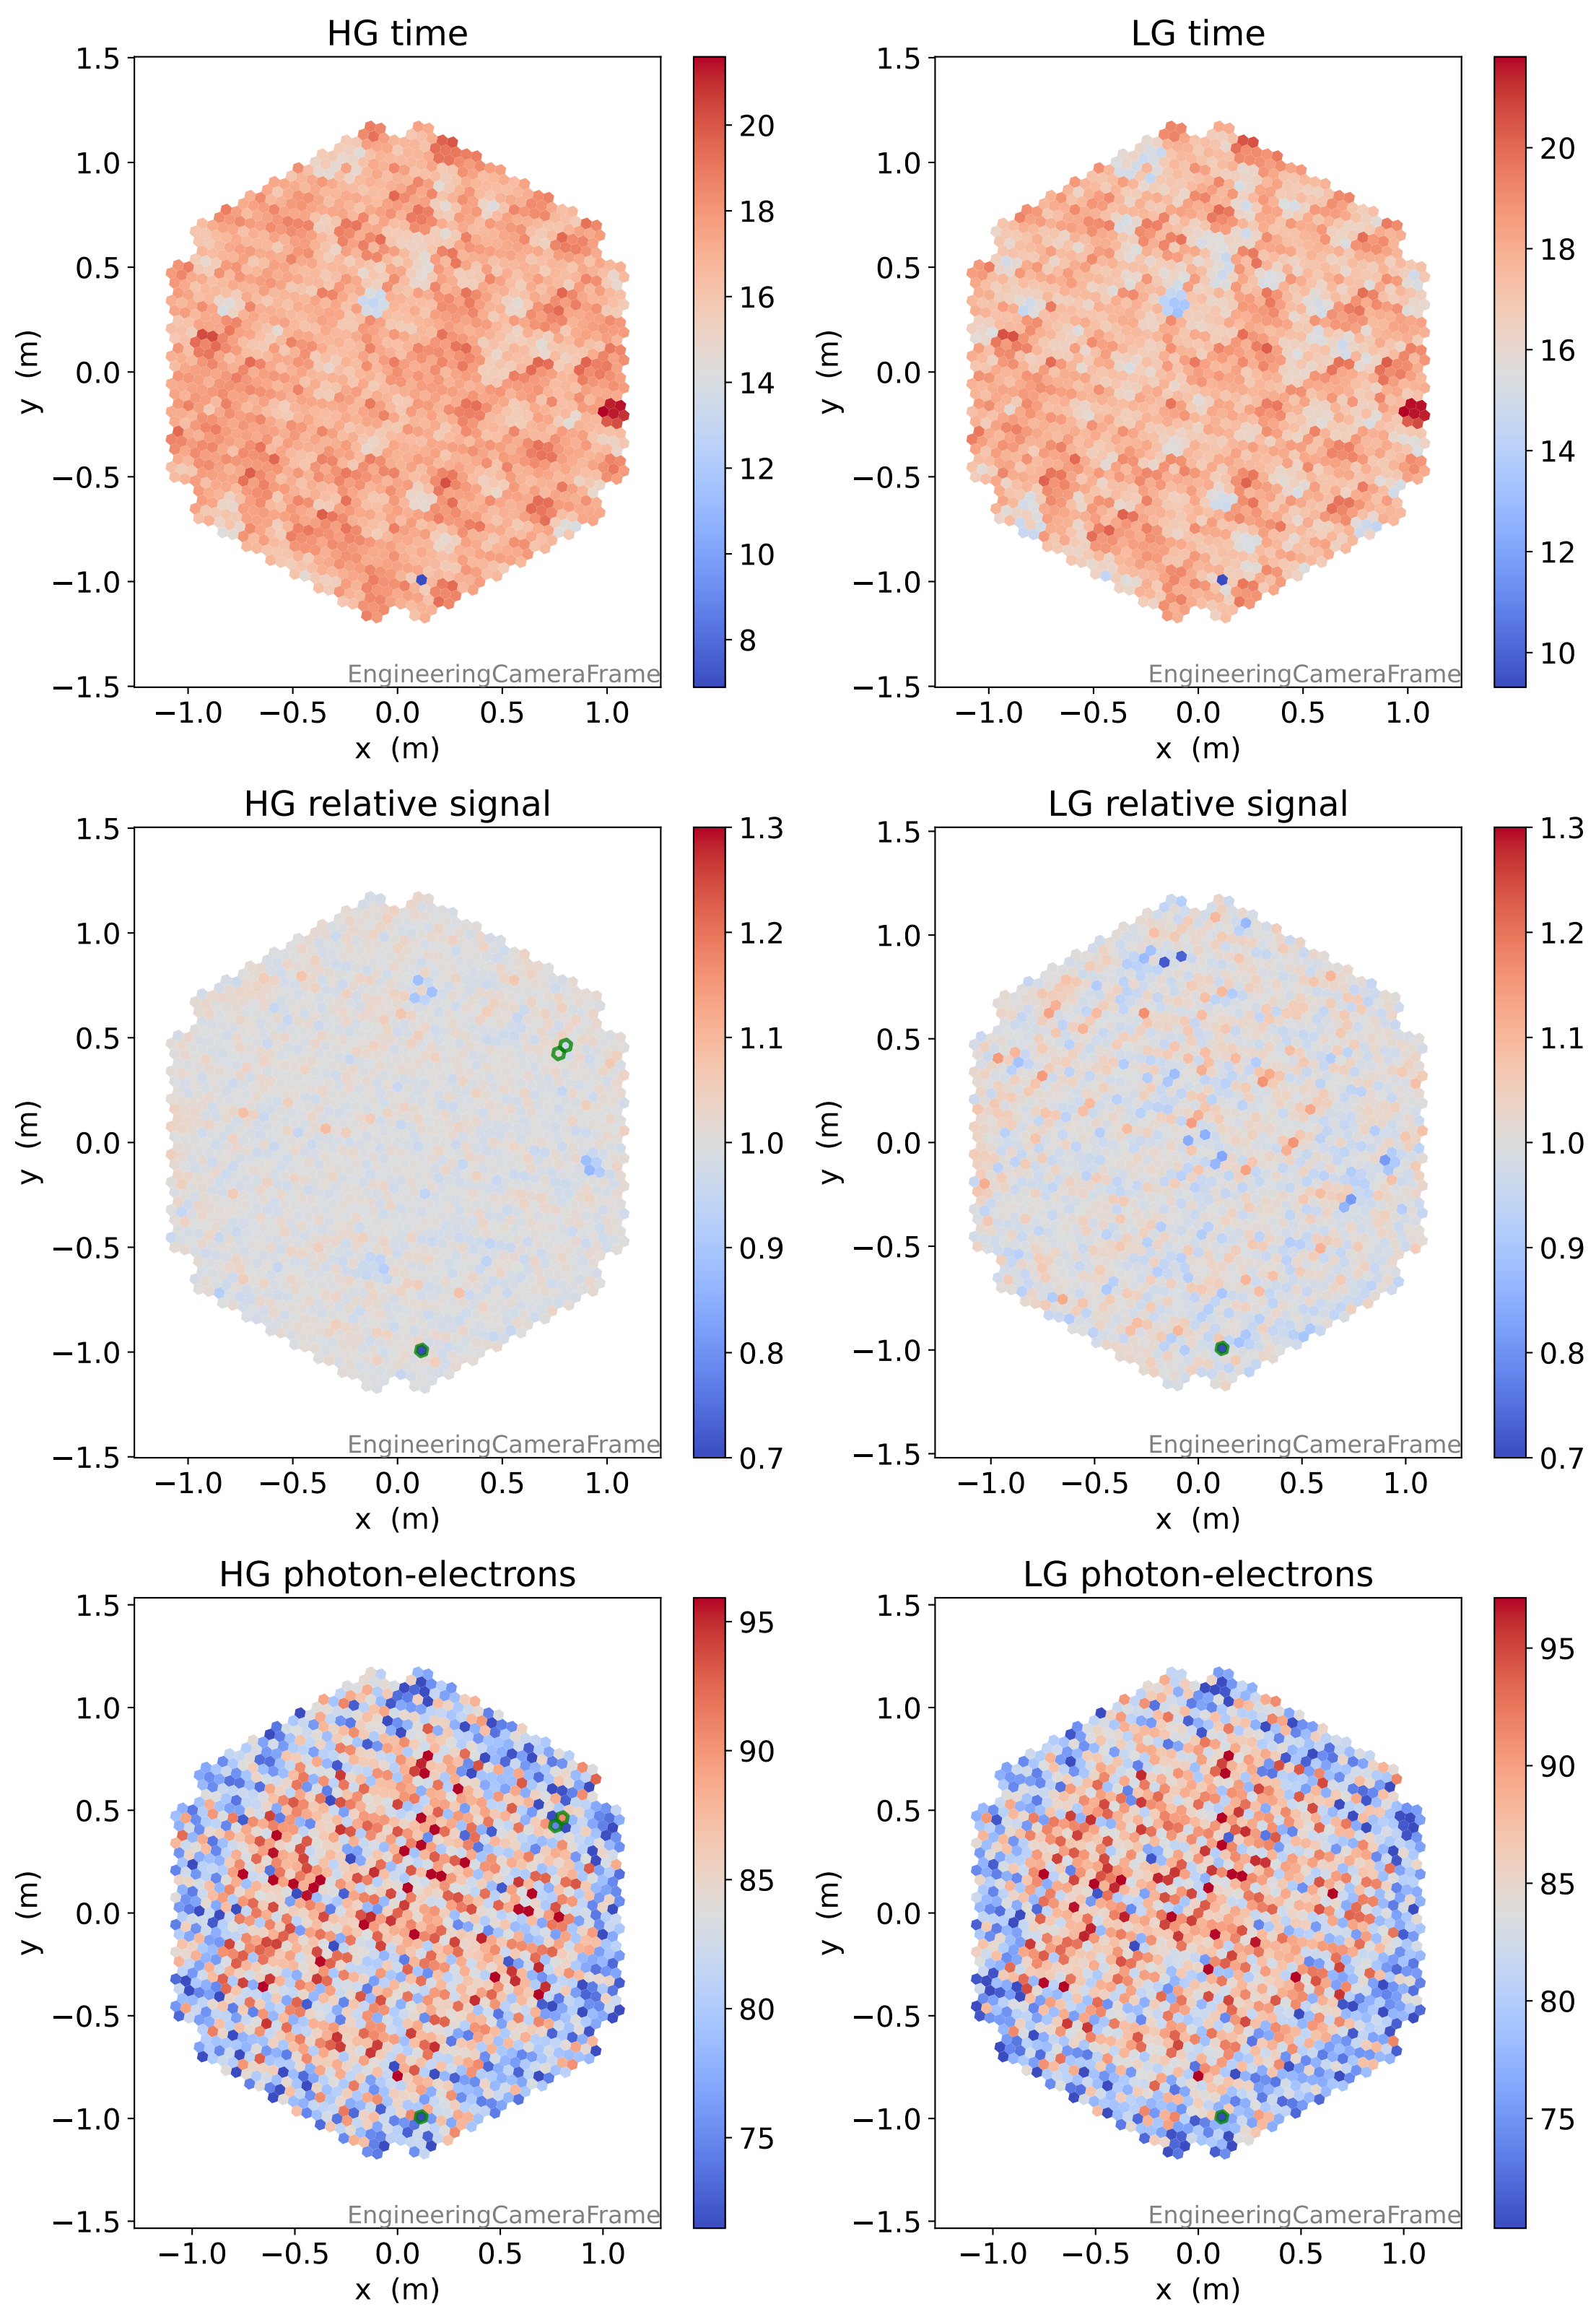 HG time
1.5
1.0
0.5
0.0
−0.5
−1.0
−1.5
y (m)
−1.0 −0.5 0.0 0.5 1.0
x (m)
EngineeringCameraFrame
20
18
16
14
12
10
8
LG time
1.5
1.0
0.5
0.0
−0.5
−1.0
−1.5
y (m)
−1.0 −0.5 0.0 0.5 1.0
x (m)
EngineeringCameraFrame
20
18
16
14
12
10
HG relative signal
1.5
1.0
0.5
0.0
−0.5
−1.0
−1.5
y (m)
−1.0 −0.5 0.0 0.5 1.0
x (m)
EngineeringCameraFrame
1.3
1.2
1.1
1.0
0.9
0.8
0.7
LG relative signal
1.5
1.0
0.5
0.0
−0.5
−1.0
−1.5
y (m)
−1.0 −0.5 0.0 0.5 1.0
x (m)
EngineeringCameraFrame
1.3
1.2
1.1
1.0
0.9
0.8
0.7
HG photon-electrons
1.5
1.0
0.5
0.0
−0.5
−1.0
−1.5
y (m)
−1.0 −0.5 0.0 0.5 1.0
x (m)
EngineeringCameraFrame
95
90
85
80
75
LG photon-electrons
1.5
1.0
0.5
0.0
−0.5
−1.0
−1.5
y (m)
−1.0 −0.5 0.0 0.5 1.0
x (m)
EngineeringCameraFrame
95
90
85
80
75